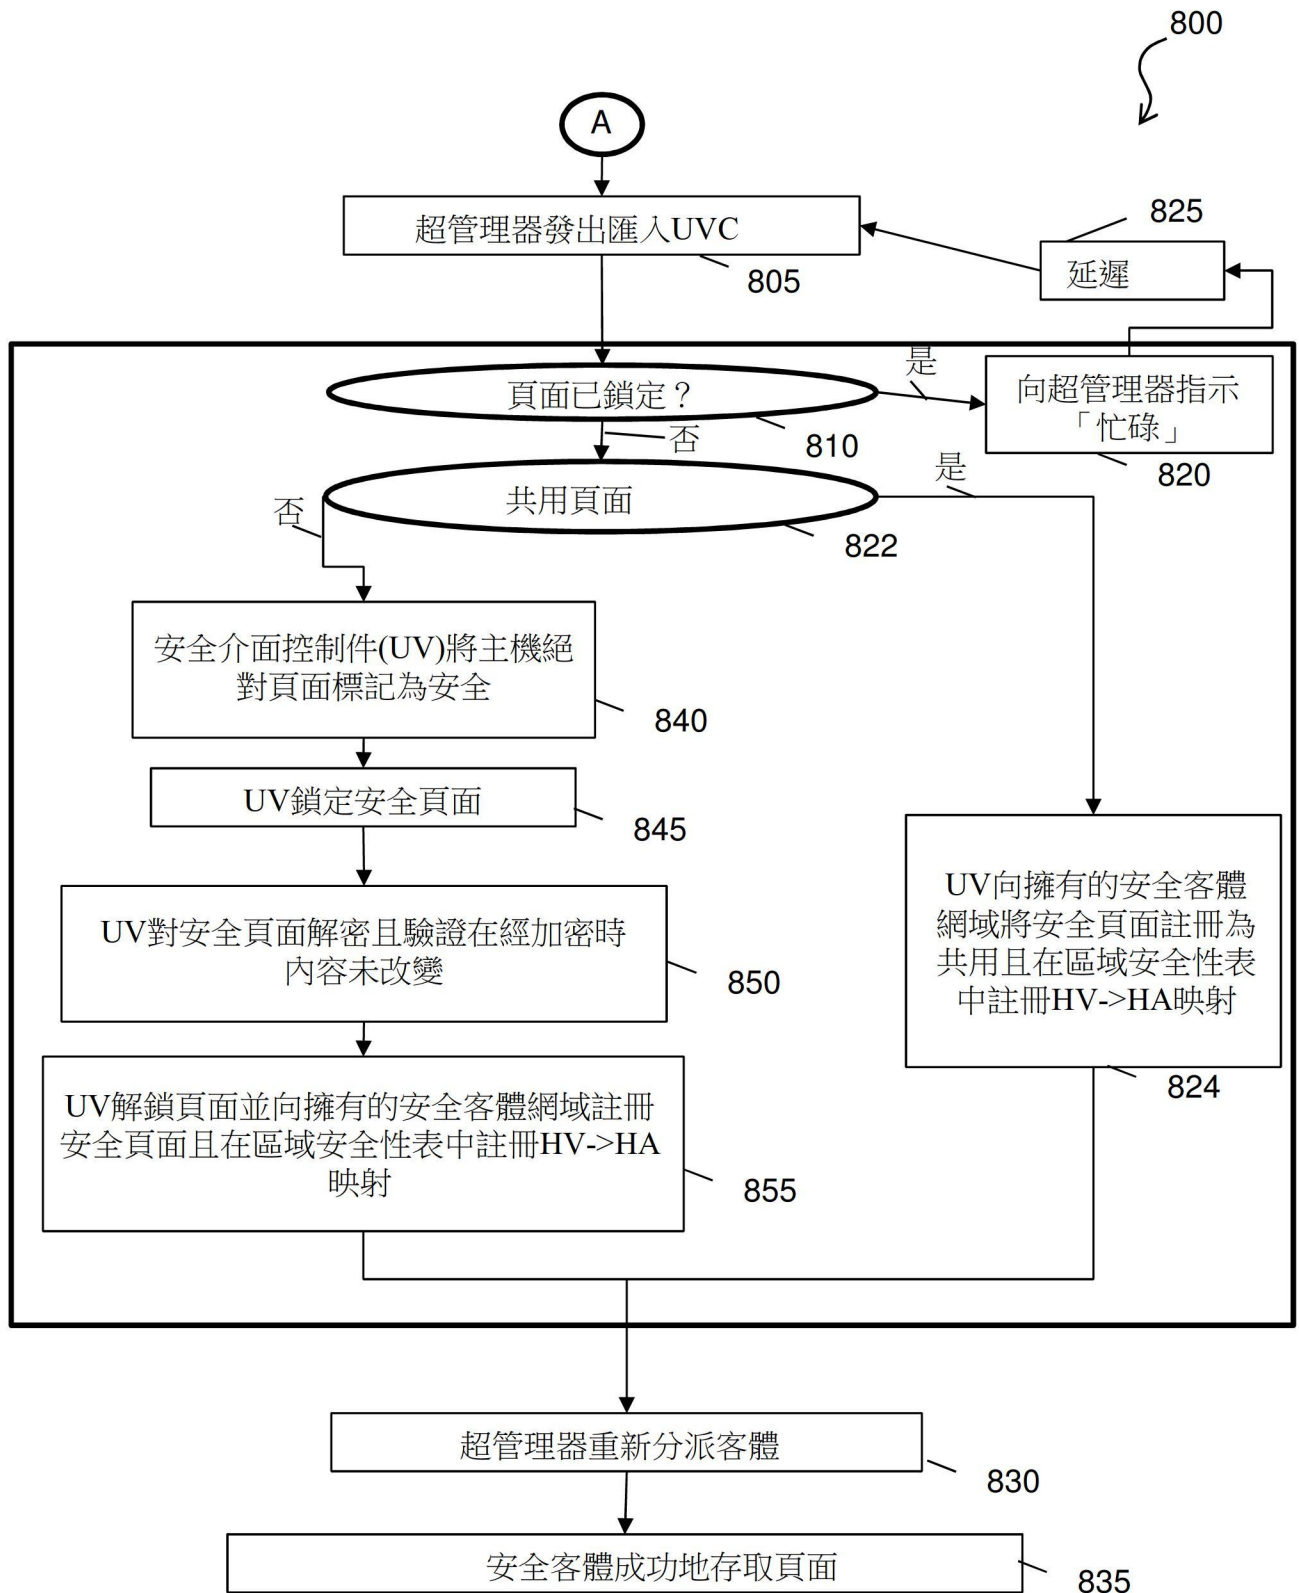 800
A
超管理器發出匯入UVC
805
825
延遲
頁面已鎖定？
810
是
否
向超管理器指示
「忙碌」
820
共用頁面
822
是
否
安全介面控制件(UV)將主機絕
對頁面標記為安全
840
UV鎖定安全頁面
845
UV對安全頁面解密且驗證在經加密時
內容未改變
850
UV向擁有的安全客體
網域將安全頁面註冊為
共用且在區域安全性表
中註冊HV->HA映射
824
UV解鎖頁面並向擁有的安全客體網域註冊
安全頁面且在區域安全性表中註冊HV->HA
映射
855
超管理器重新分派客體
830
安全客體成功地存取頁面
835